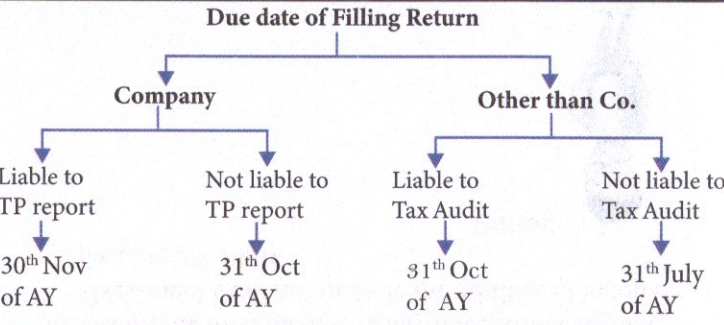 Due date of Filling Return
Company
Other than Co.
Liable to
TP report
Not liable to
TP report
Liable to
Tax Audit
Not liable to
Tax Audit
30th Nov
of AY
31th Oct
of AY
31th Oct
of AY
31th July
of AY